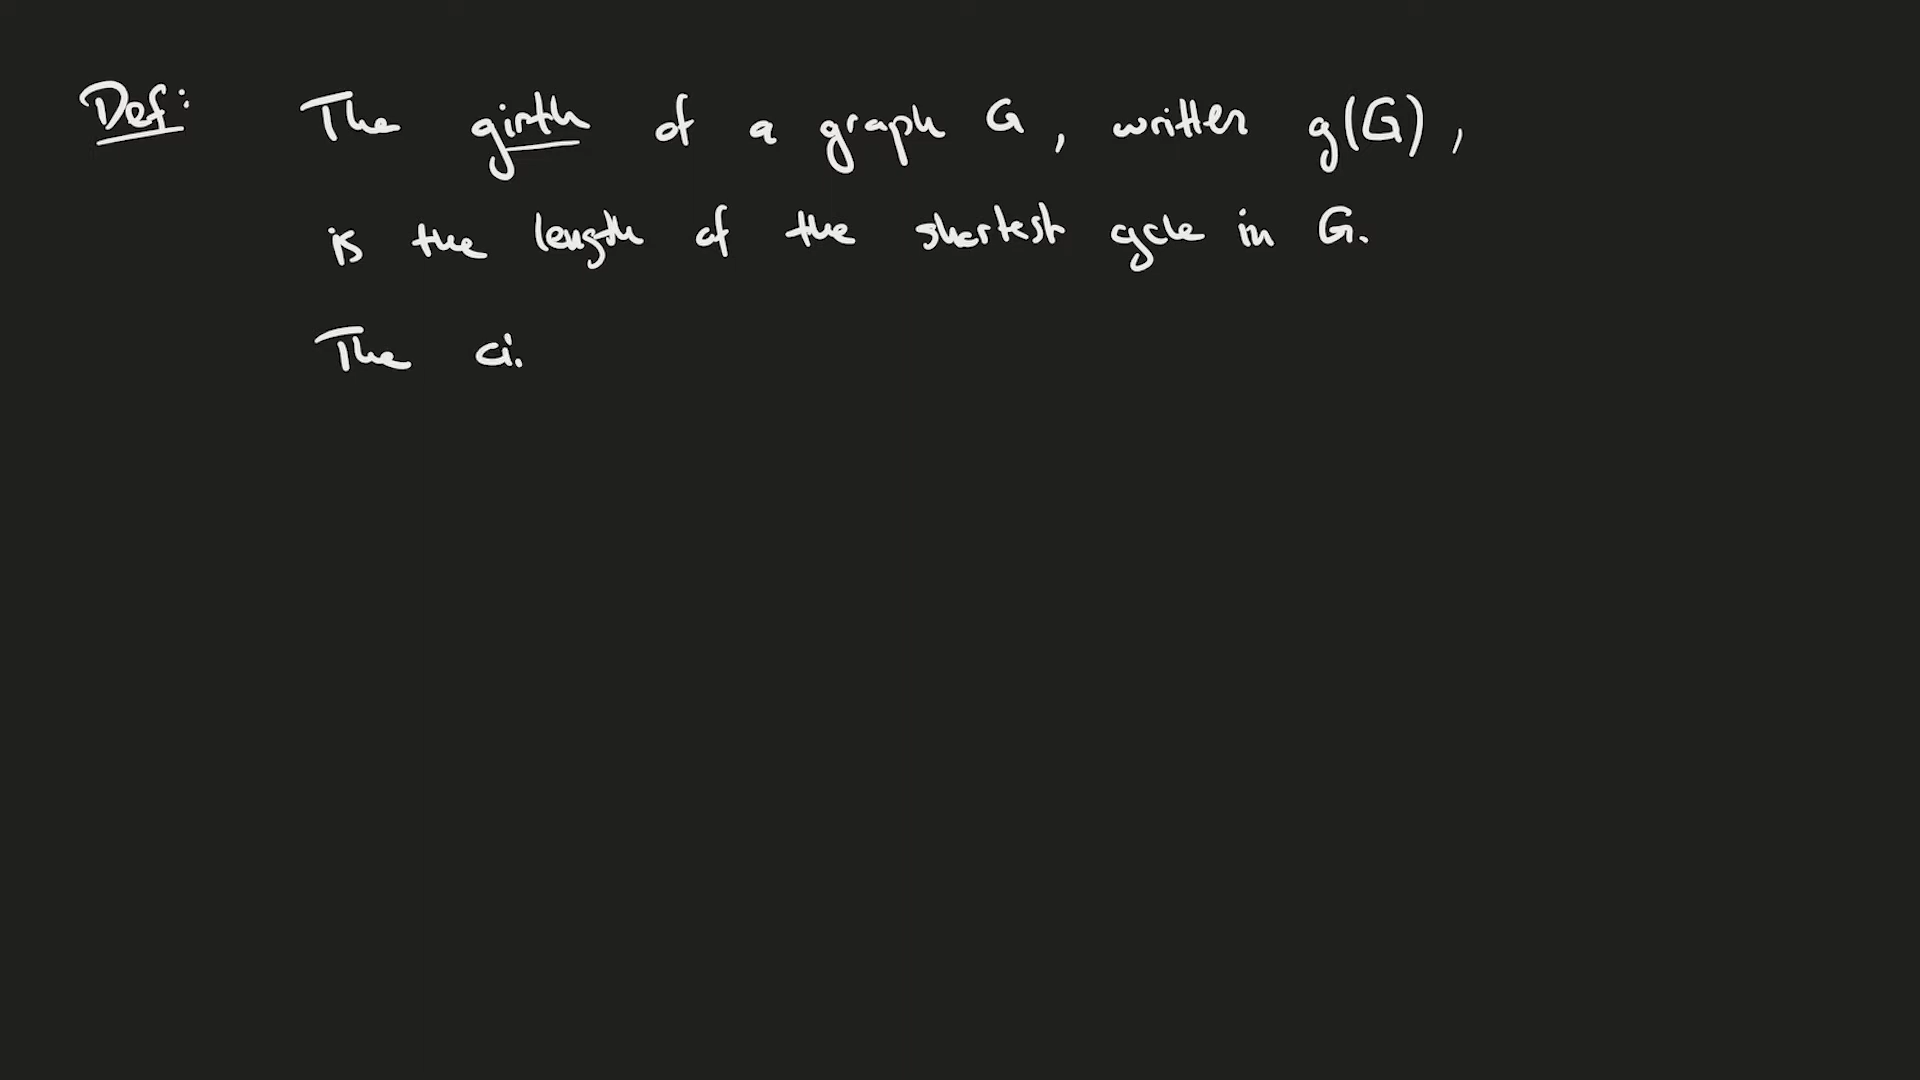 Def: The girth of a graph G, written g(G),
is the length of the shortest cycle in G.
The ci